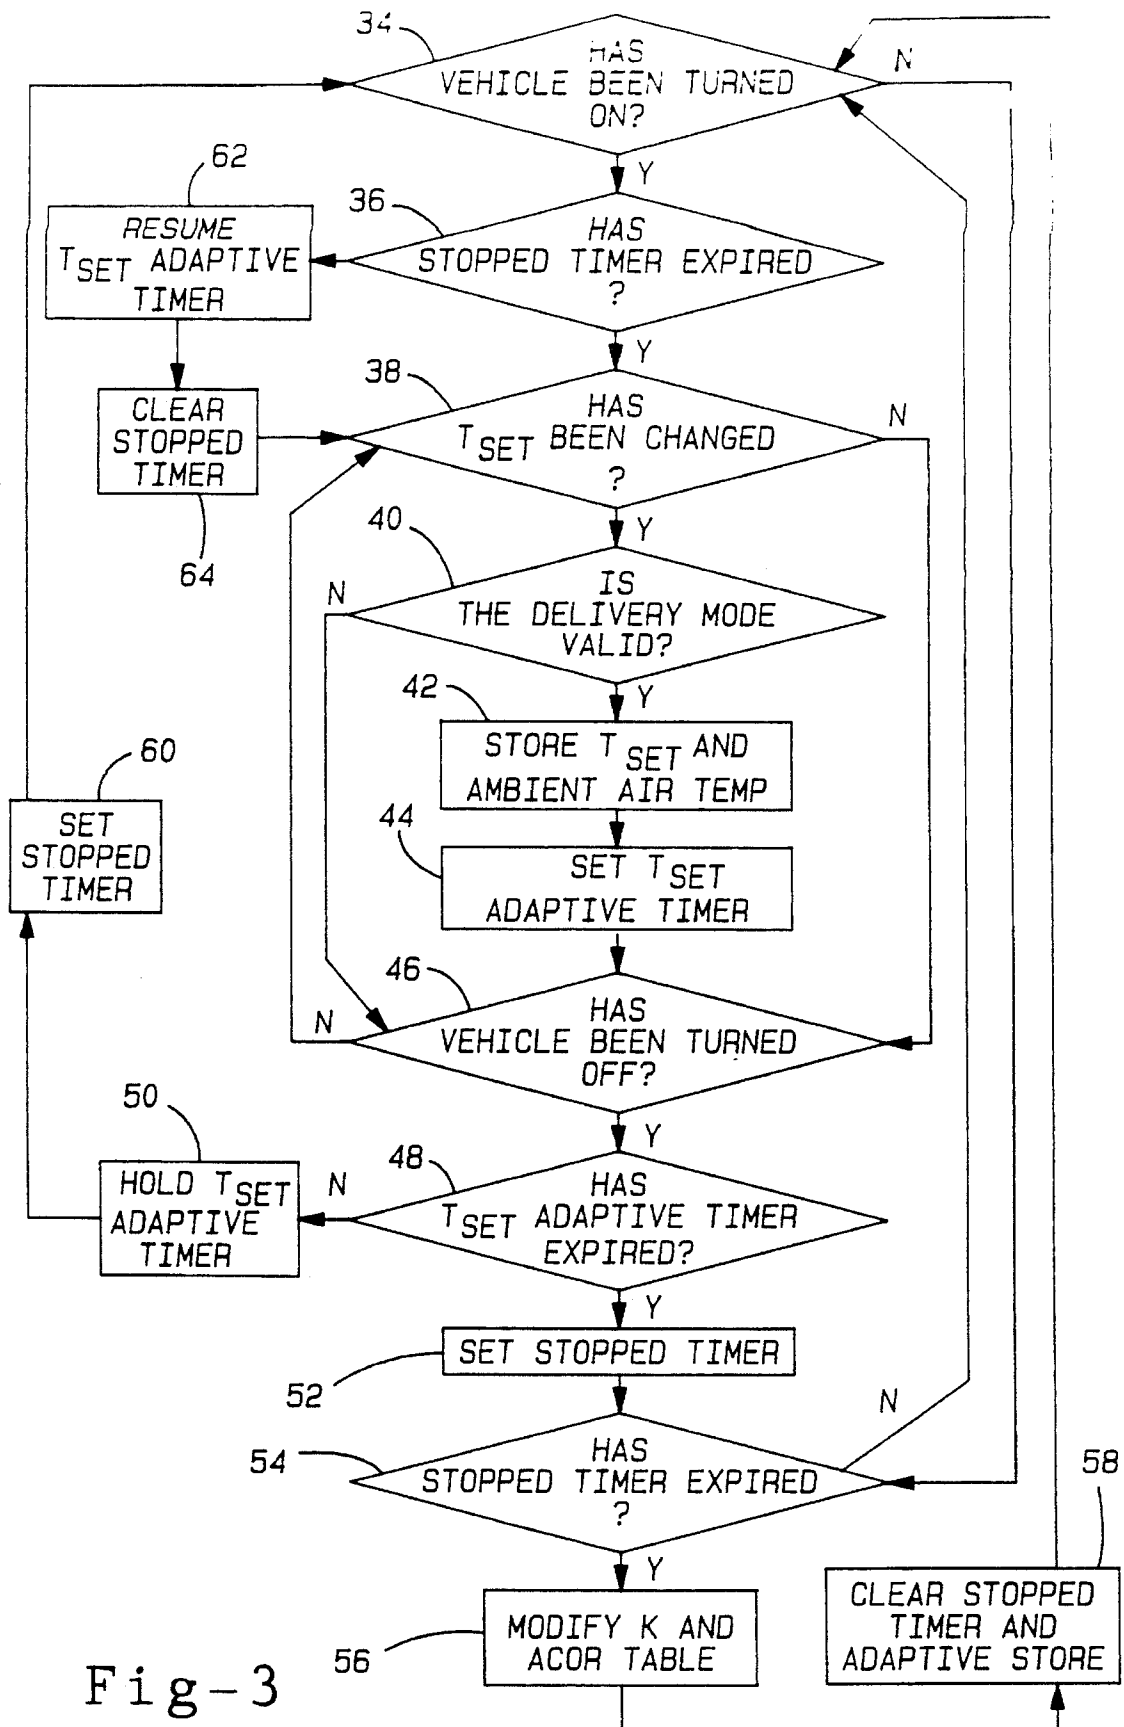 34
HAS
VEHICLE BEEN TURNED
ON?
N
Y
62
RESUME
TSET ADAPTIVE
TIMER
36
HAS
STOPPED TIMER EXPIRED
?
Y
CLEAR
STOPPED
TIMER
64
38
HAS
TSET BEEN CHANGED
?
N
Y
40
IS
THE DELIVERY MODE
VALID?
N
Y
42
STORE TSET AND
AMBIENT AIR TEMP
60
SET
STOPPED
TIMER
44
SET TSET
ADAPTIVE TIMER
46
HAS
VEHICLE BEEN TURNED
OFF?
N
Y
50
HOLD TSET
ADAPTIVE
TIMER
N
48
HAS
TSET ADAPTIVE TIMER
EXPIRED?
Y
SET STOPPED TIMER
52
N
54
HAS
STOPPED TIMER EXPIRED
?
Y
58
CLEAR STOPPED
TIMER AND
ADAPTIVE STORE
MODIFY K AND
ACOR TABLE
56
Fig-3